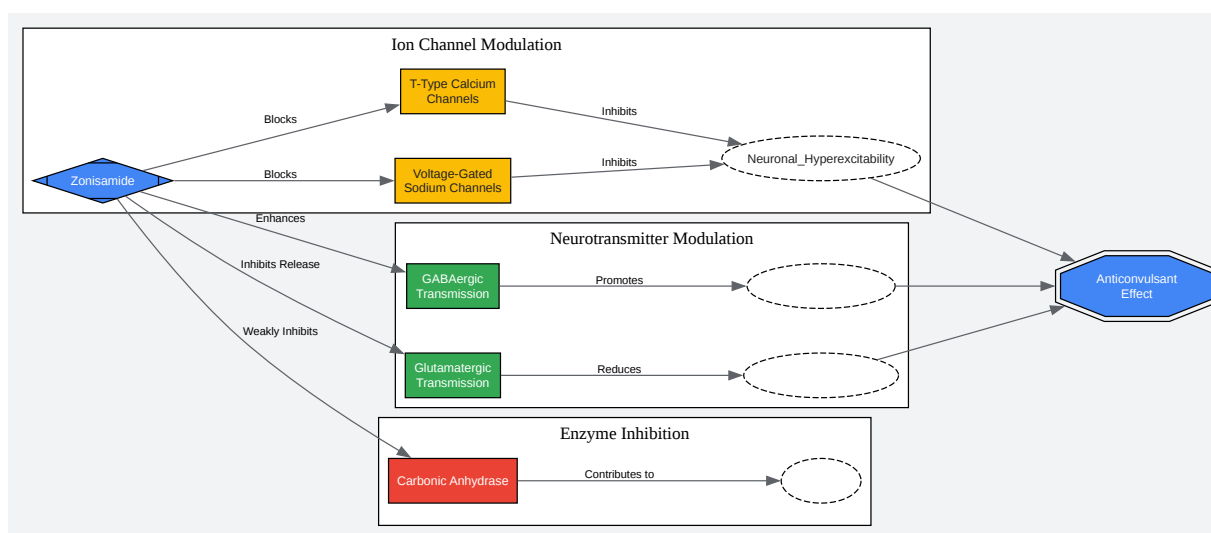 Ion Channel Modulation
T-Type Calcium
Channels
Blocks
Inhibits
Neuronal_Hyperexcitability
Zonisamide
Blocks
Voltage-Gated
Sodium Channels
Inhibits
Enhances
Neurotransmitter Modulation
Inhibits Release
GABAergic
Transmission
Promotes
Anticonvulsant
Effect
Weakly Inhibits
Glutamatergic
Transmission
Reduces
Enzyme Inhibition
Carbonic Anhydrase
Contributes to